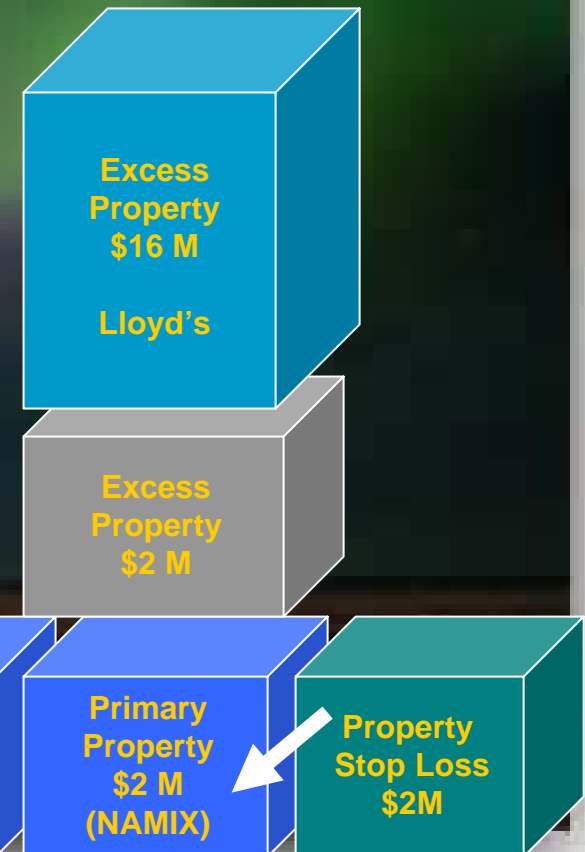 Excess
Property
$16 M
Lloyd's
Excess
Property
$2 M
Primary
Property
$2 M
(NAMIX)
Property
Stop Loss
$2M